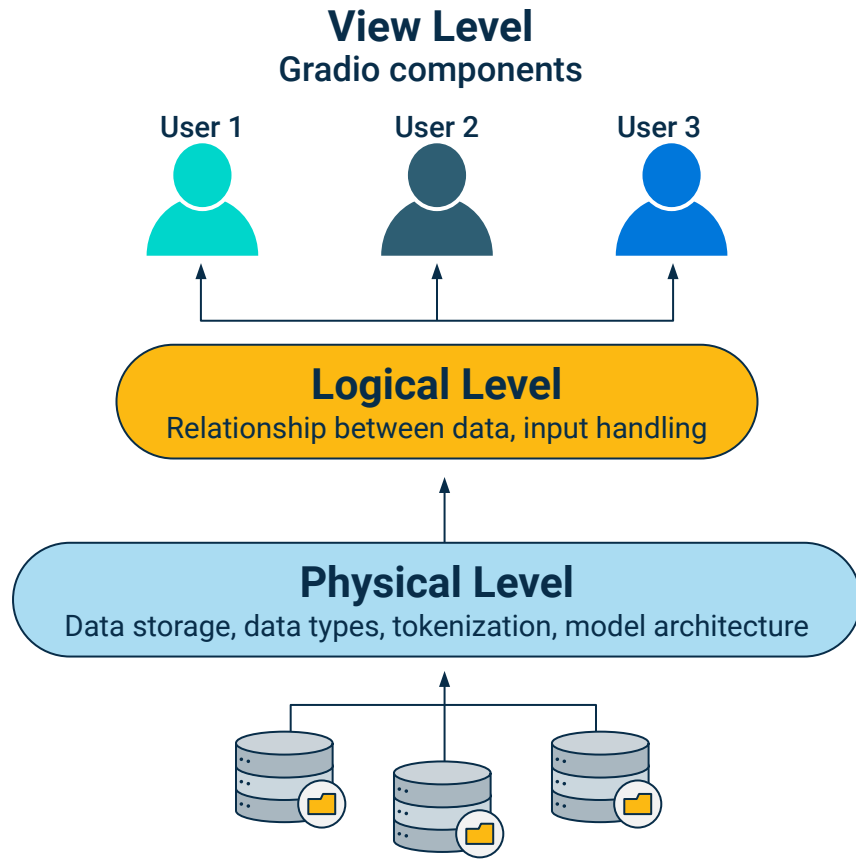 View Level
Gradio components
User 1
User 2
User 3
Logical Level
Relationship between data, input handling
Physical Level
Data storage, data types, tokenization, model architecture